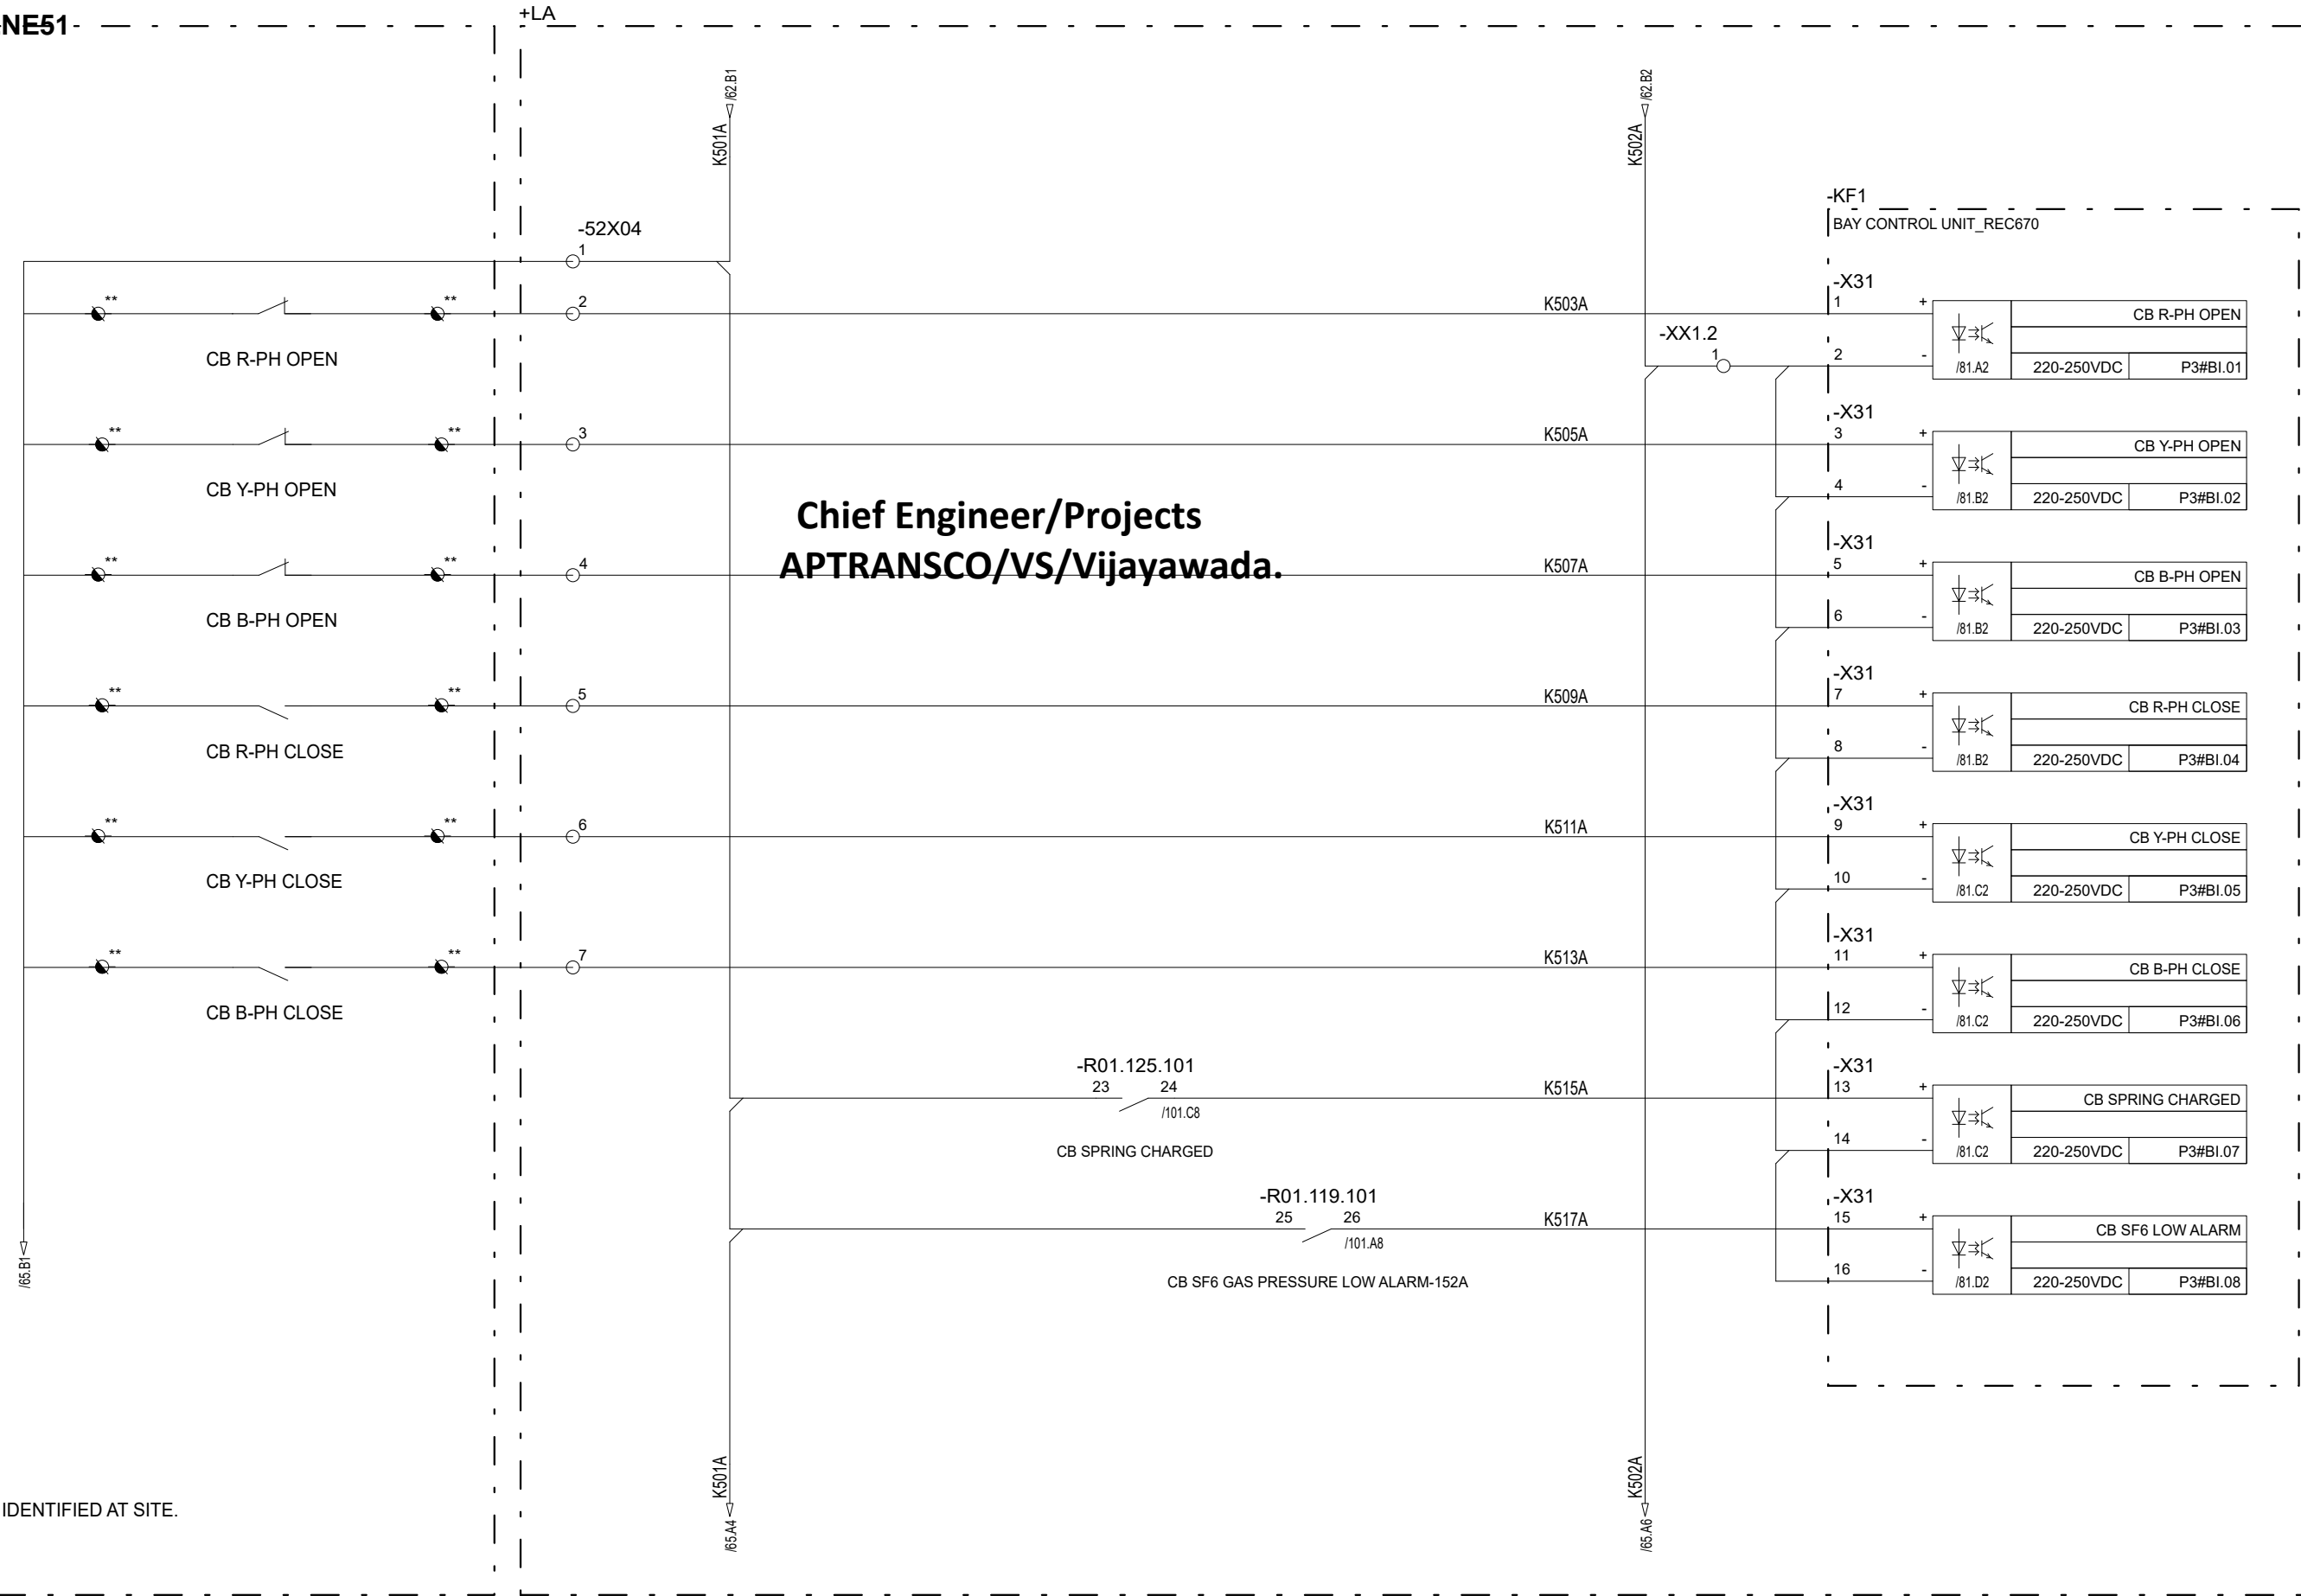 NE51
+LA
/62.B1
K501A
/62.B2
K502A
-KF1
BAY CONTROL UNIT_REC670
-52X04
1
-X31
** ** 2 K503A 1 + CB R-PH OPEN
CB R-PH OPEN
-XX1.2
1 2 - /81.A2 220-250VDC P3#BI.01
-X31
** ** 3 K505A 3 + CB Y-PH OPEN
CB Y-PH OPEN
4 - /81.B2 220-250VDC P3#BI.02
Chief Engineer/Projects
APTRANSCO/VS/Vijayawada.
-X31
** ** 4 K507A 5 + CB B-PH OPEN
CB B-PH OPEN
6 - /81.B2 220-250VDC P3#BI.03
-X31
** ** 5 K509A 7 + CB R-PH CLOSE
CB R-PH CLOSE
8 - /81.B2 220-250VDC P3#BI.04
-X31
** ** 6 K511A 9 + CB Y-PH CLOSE
CB Y-PH CLOSE
10 - /81.C2 220-250VDC P3#BI.05
-X31
** ** 7 K513A 11 + CB B-PH CLOSE
CB B-PH CLOSE
12 - /81.C2 220-250VDC P3#BI.06
-R01.125.101 -X31
23 24 K515A 13 + CB SPRING CHARGED
/101.C8
CB SPRING CHARGED
14 - /81.C2 220-250VDC P3#BI.07
-R01.119.101 -X31
25 26 K517A 15 + CB SF6 LOW ALARM
/101.A8
CB SF6 GAS PRESSURE LOW ALARM-152A
16 - /81.D2 220-250VDC P3#BI.08
/65.B1
K501A
/65.A4
K502A
/65.A6
IDENTIFIED AT SITE.